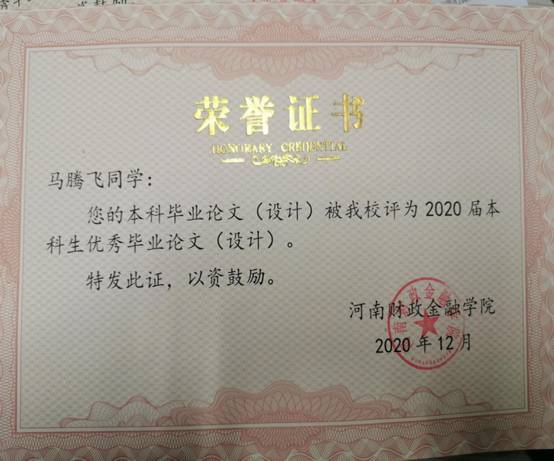 荣誉证书
HONORARY CREDENTIAL
马腾飞同学：
您的本科毕业论文（设计）被我校评为2020届本
科生优秀毕业论文（设计）。
特发此证，以资鼓励。
河南财政金融学院
2020年12月